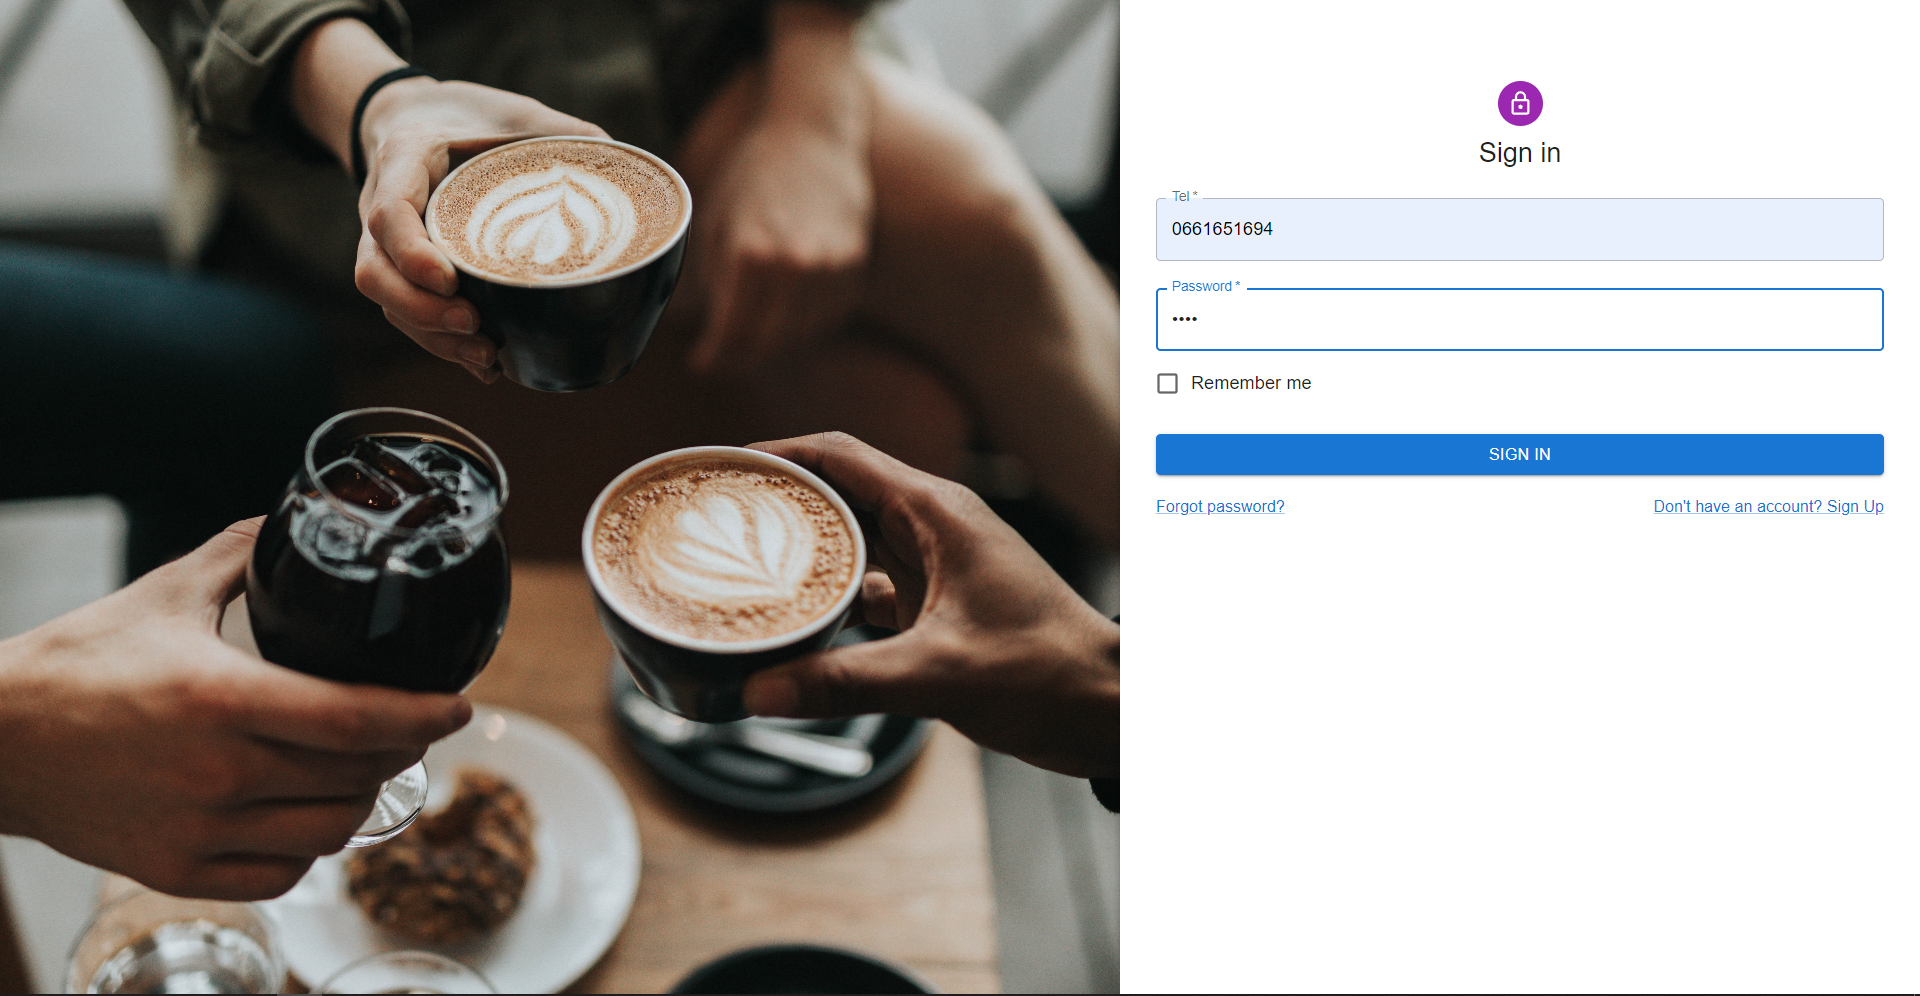 Sign in
Tel *
0661651694
Password *
••••
Remember me
SIGN IN
Forgot password?
Don't have an account? Sign Up